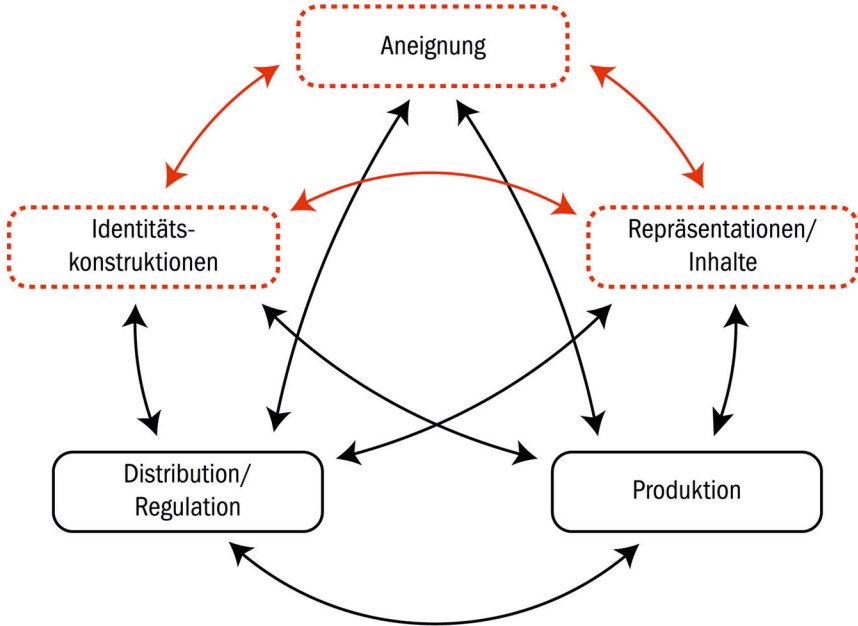 Aneignung
Identitäts-
konstruktionen
Repräsentationen/
Inhalte
Distribution/
Regulation
Produktion